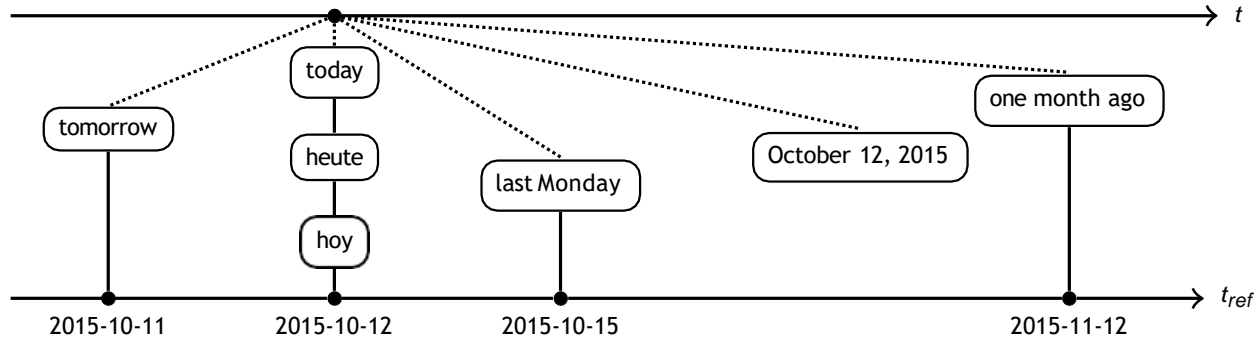 t
today
one month ago
tomorrow
October 12, 2015
heute
last Monday
hoy
t_ref
2015-10-11
2015-10-12
2015-10-15
2015-11-12